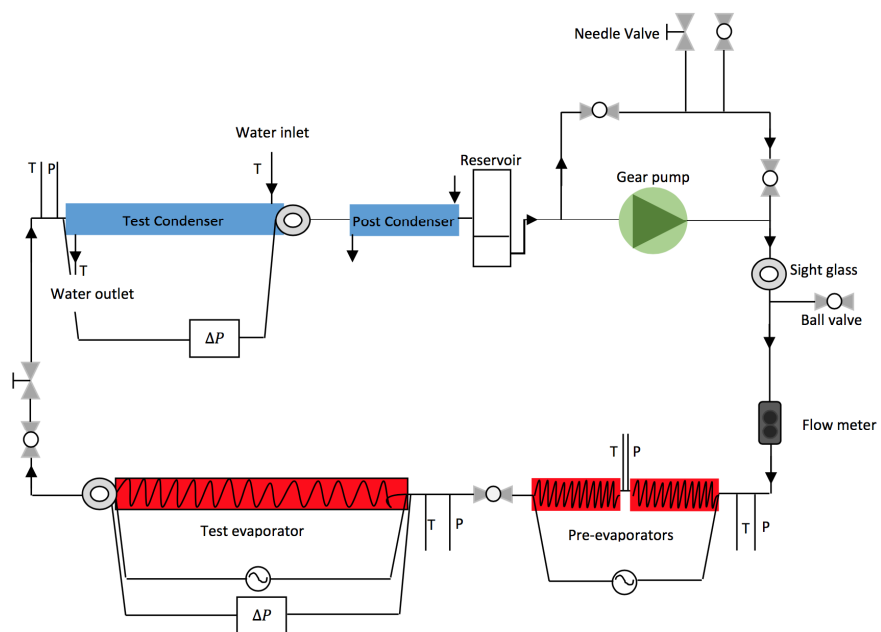 Needle Valve
Water inlet
T
Reservoir
Gear pump
T P
Test Condenser
Post Condenser
T
Water outlet
Sight glass
Ball valve
ΔP
Flow meter
T P
T P
T P
Test evaporator
Pre-evaporators
ΔP